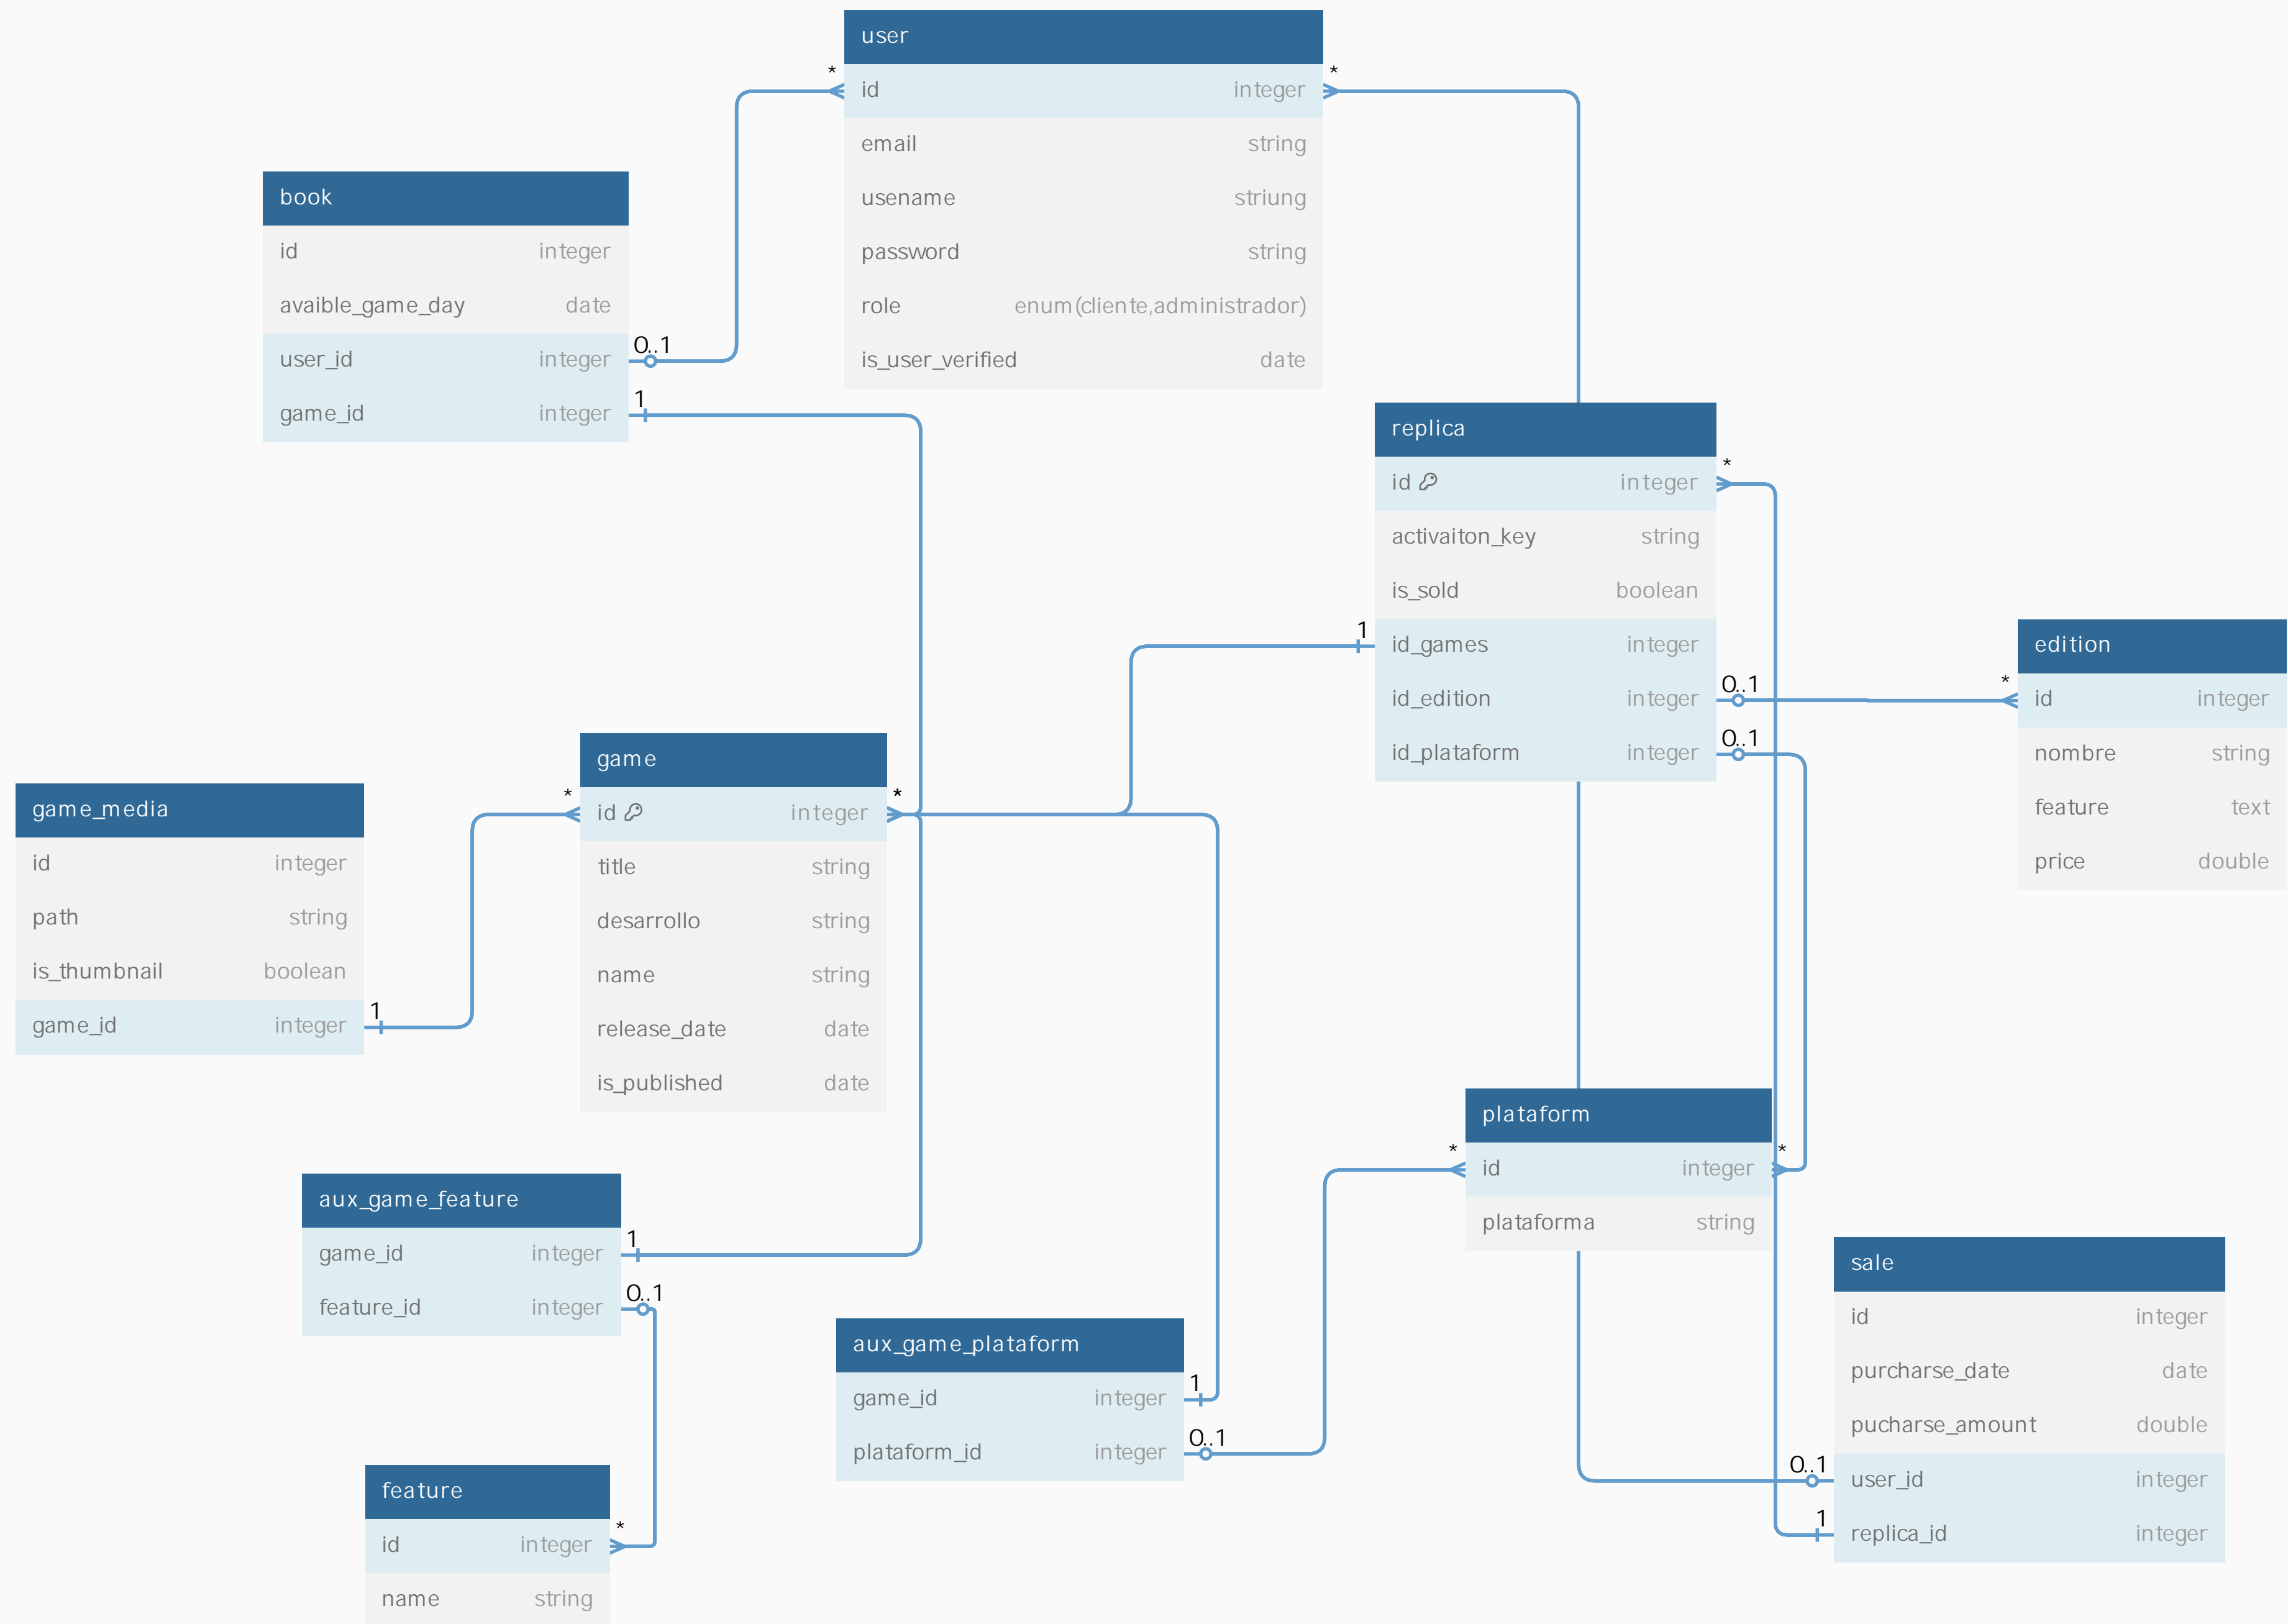 user
* id integer *
email string
usename striung
password string
role enum(cliente,administrador)
is_user_verified date
book
id integer
avaible_game_day date
user_id integer 0..1
game_id integer 1
replica
id integer *
activaiton_key string
is_sold boolean
1 id_games integer
id_edition integer 0..1
id_plataform integer 0..1
edition
* id integer
nombre string
feature text
price double
game
* id integer *
title string
desarrollo string
name string
release_date date
is_published date
game_media
id integer
path string
is_thumbnail boolean
game_id integer 1
plataform
* id integer *
plataforma string
aux_game_feature
game_id integer 1
feature_id integer 0..1
sale
id integer
purcharse_date date
pucharse_amount double
0..1 user_id integer
1 replica_id integer
aux_game_plataform
game_id integer 1
plataform_id integer 0..1
feature
id integer *
name string